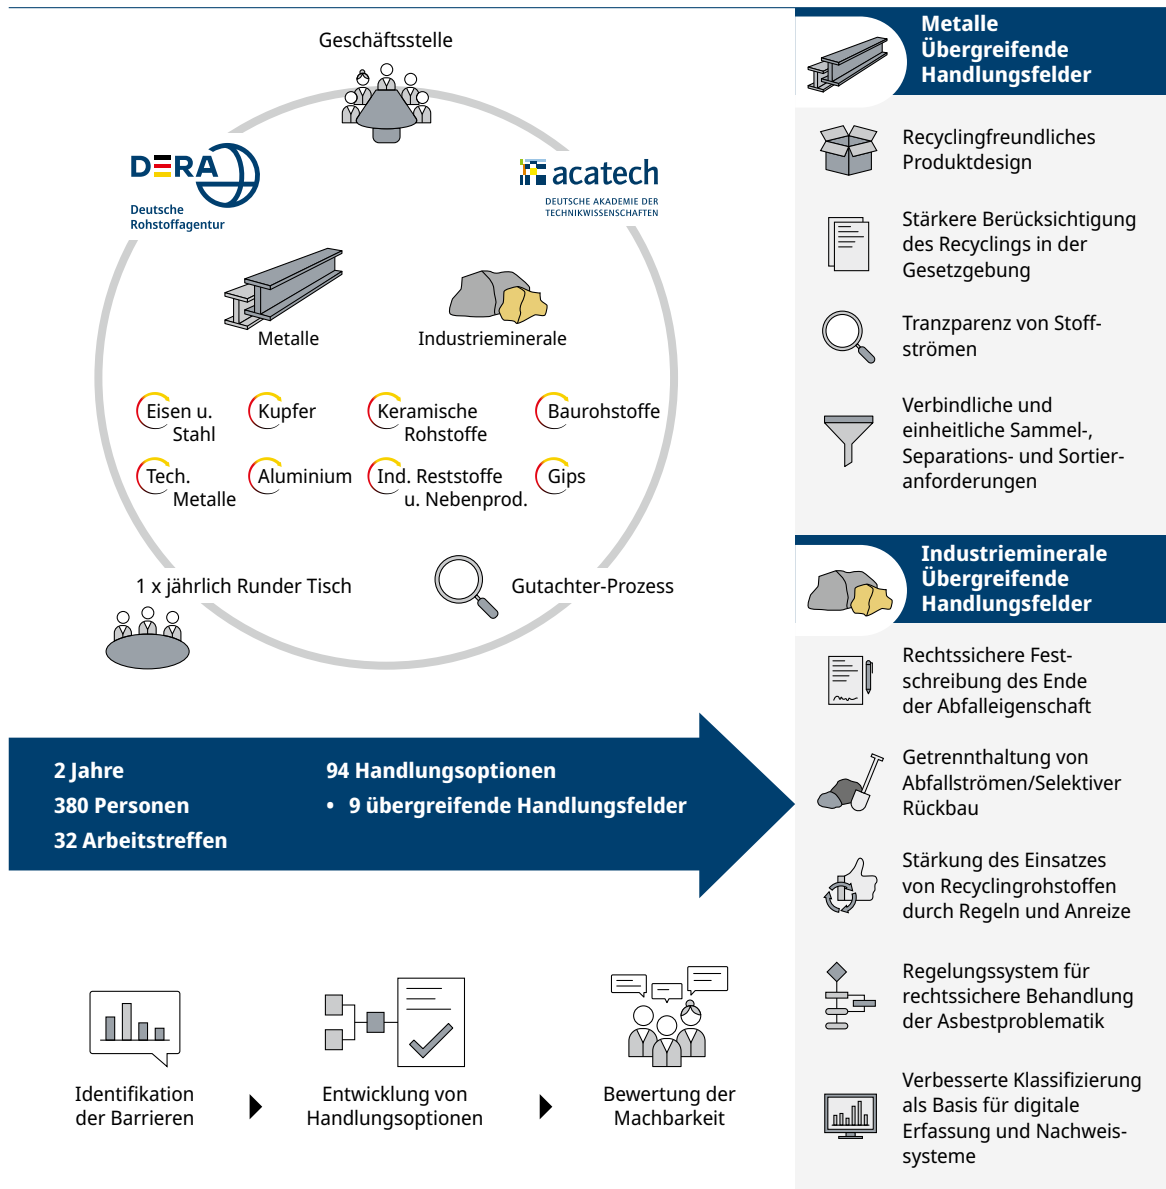 Geschäftsstelle
DERA
Deutsche
Rohstoffagentur
acatech
DEUTSCHE AKADEMIE DER
TECHNIKWISSENSCHAFTEN
Metalle
Industrieminerale
Eisen u.
Stahl
Kupfer
Keramische
Rohstoffe
Baurohstoffe
Tech.
Metalle
Aluminium
Ind. Reststoffe
u. Nebenprod.
Gips
1 x jährlich Runder Tisch
Gutachter-Prozess
2 Jahre
380 Personen
32 Arbeitstreffen
94 Handlungsoptionen
• 9 übergreifende Handlungsfelder
Identifikation
der Barrieren
Entwicklung von
Handlungsoptionen
Bewertung der
Machbarkeit
Metalle
Übergreifende
Handlungsfelder
Recyclingfreundliches
Produktdesign
Stärkere Berücksichtigung
des Recyclings in der
Gesetzgebung
Tranzparenz von Stoff-
strömen
Verbindliche und
einheitliche Sammel-,
Separations- und Sortier-
anforderungen
Industrieminerale
Übergreifende
Handlungsfelder
Rechtssichere Fest-
schreibung des Ende
der Abfalleigenschaft
Getrennthaltung von
Abfallströmen/Selektiver
Rückbau
Stärkung des Einsatzes
von Recyclingrohstoffen
durch Regeln und Anreize
Regelungssystem für
rechtssichere Behandlung
der Asbestproblematik
Verbesserte Klassifizierung
als Basis für digitale
Erfassung und Nachweis-
systeme